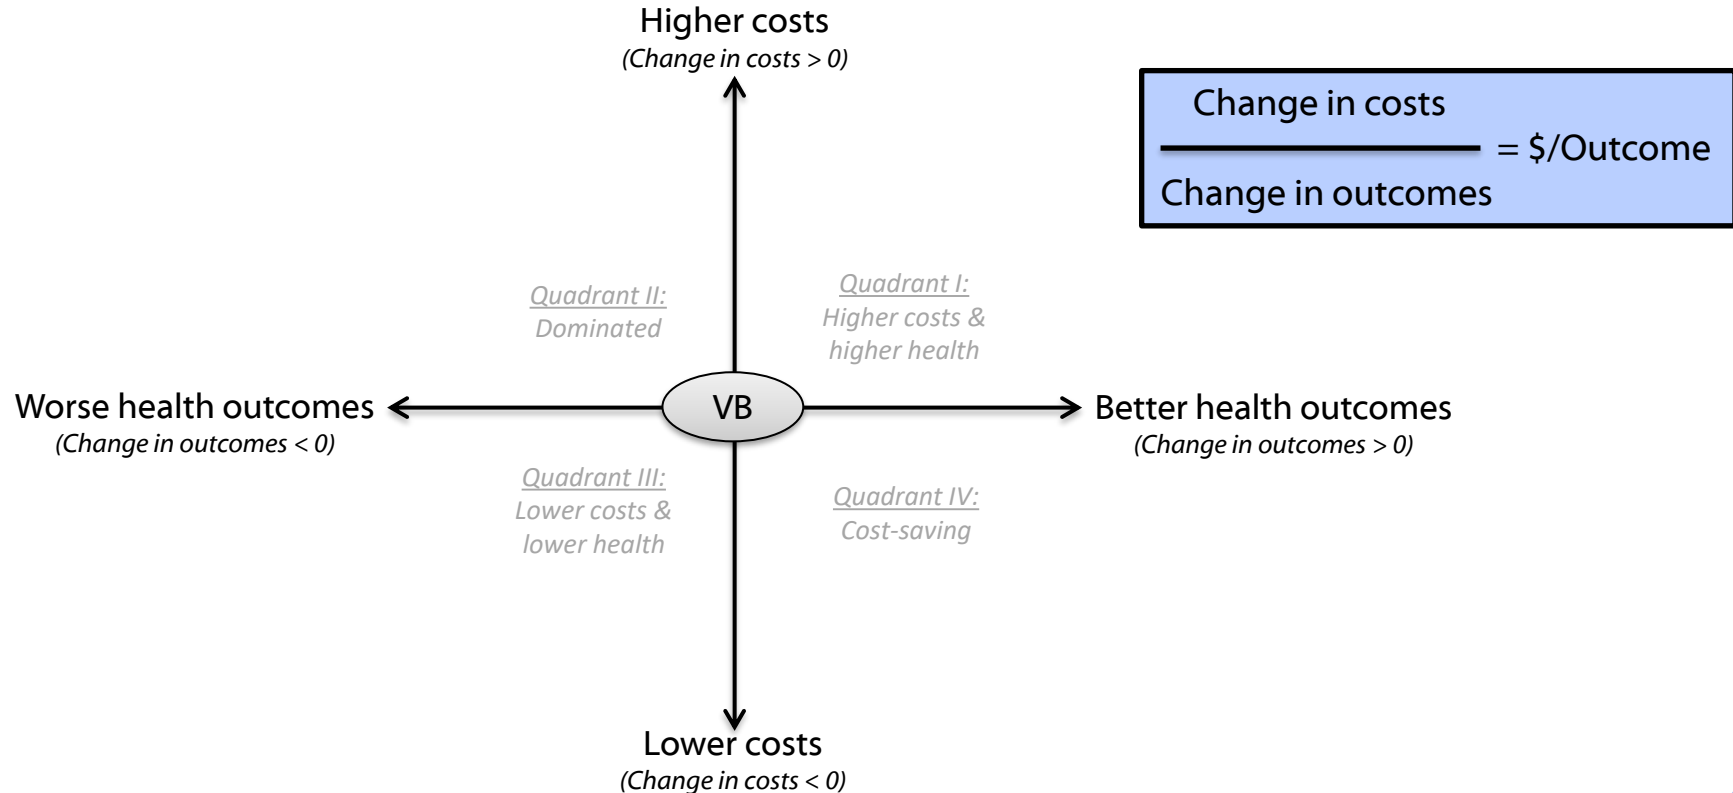 Higher costs
(Change in costs > 0)
Change in costs
= $/Outcome
Change in outcomes
Quadrant II:
Dominated
Quadrant I:
Higher costs &
higher health
Worse health outcomes
(Change in outcomes < 0)
VB
Better health outcomes
(Change in outcomes > 0)
Quadrant III:
Lower costs &
lower health
Quadrant IV:
Cost-saving
Lower costs
(Change in costs < 0)